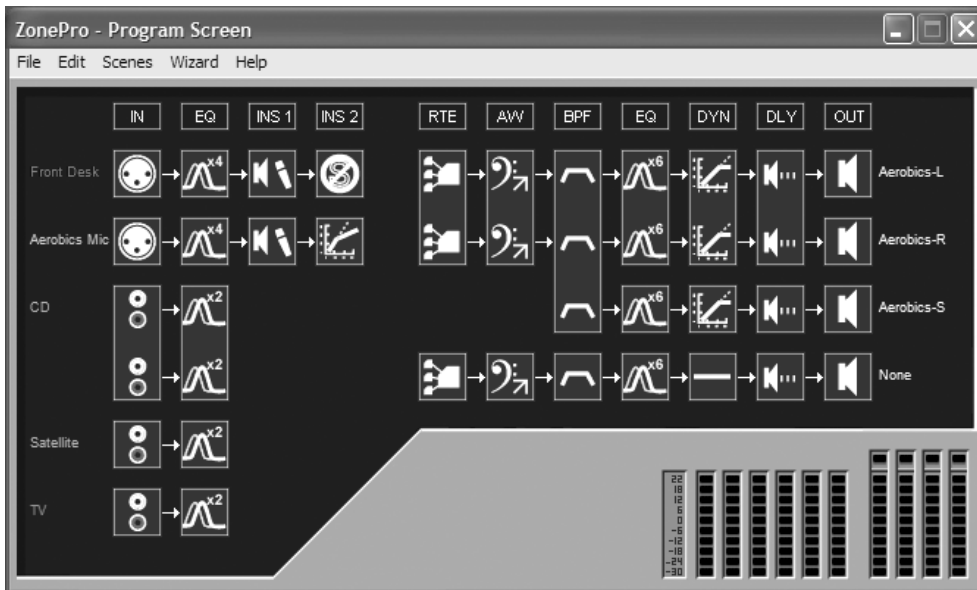 ZonePro - Program Screen
File Edit Scenes Wizard Help
IN EQ INS 1 INS 2 RTE AW BPF EQ DYN DLY OUT
Front Desk x4 x6 Aerobics-L
Aerobics Mic x4 x6 Aerobics-R
CD x2 x6 Aerobics-S
x2 x6 None
Satellite x2
TV x2
22
18
12
6
0
-6
-12
-18
-24
-30